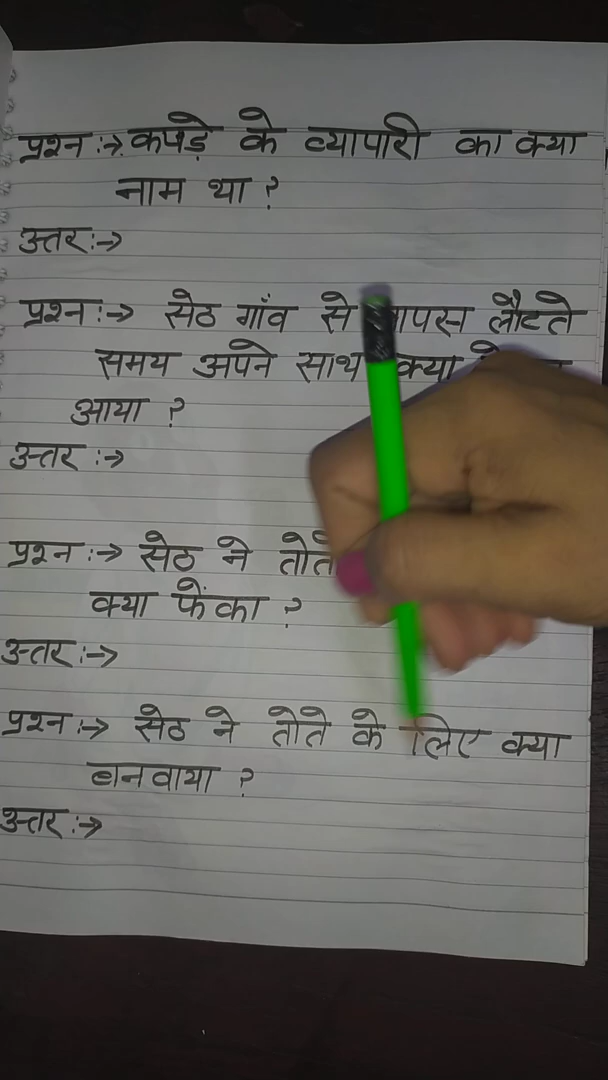 प्रश्न :→ कपड़े के व्यापारी का क्या
नाम था ?
उत्तर :→
प्रश्न :→ सेठ गाँव से वापस लौटते
समय अपने साथ क्या
आया ?
उत्तर :→
प्रश्न :→ सेठ ने तोते
क्या फेंका ?
उत्तर :→
प्रश्न :→ सेठ ने तोते के लिए क्या
बनवाया ?
उत्तर :→